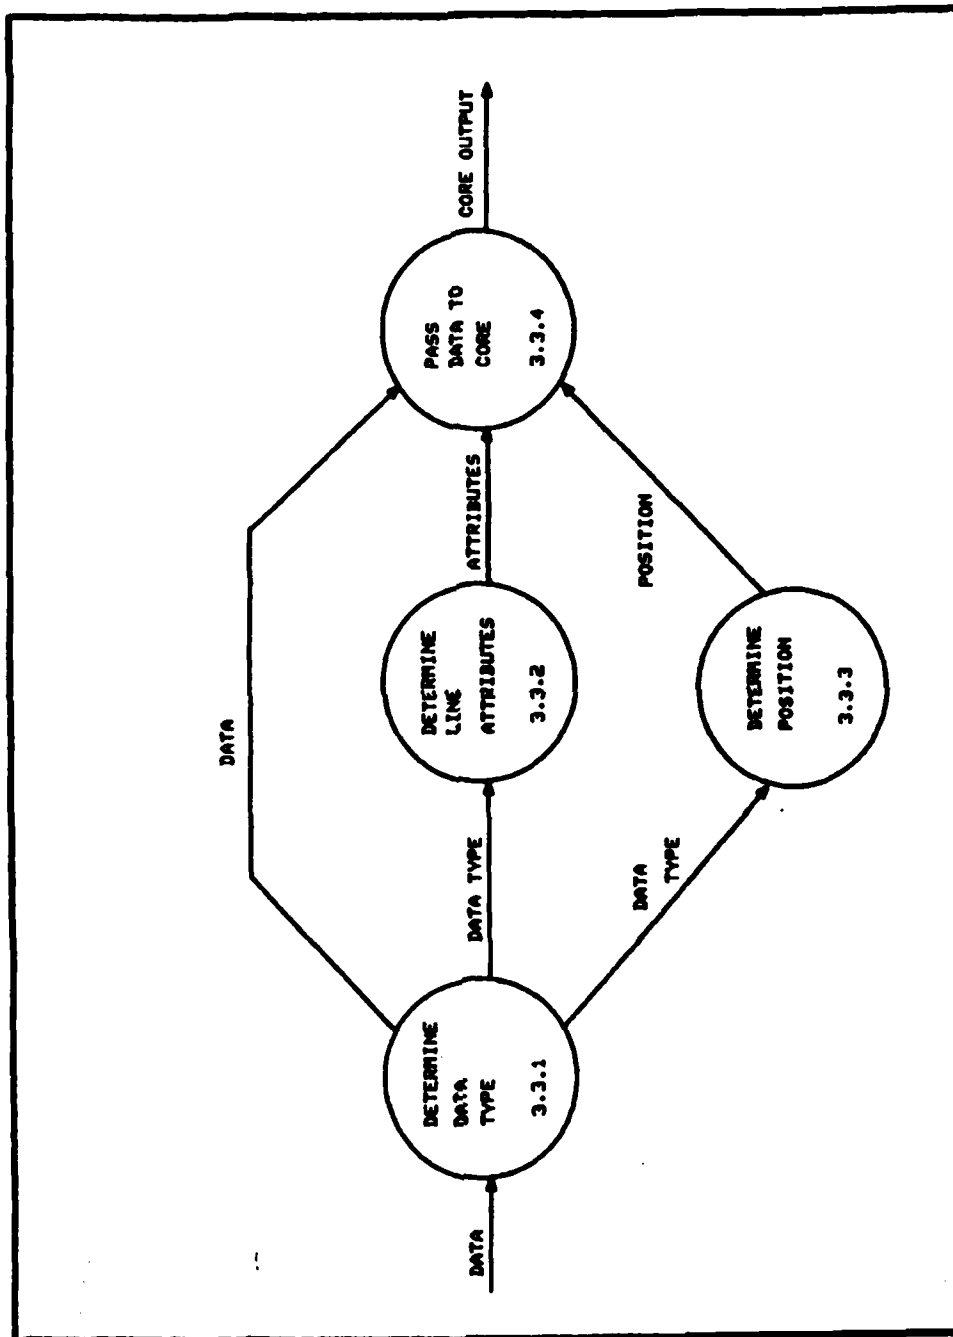 DATA
DETERMINE
DATA
TYPE
3.3.1
DATA
DATA TYPE
DATA
TYPE
DETERMINE
LINE
ATTRIBUTES
3.3.2
DETERMINE
POSITION
3.3.3
ATTRIBUTES
POSITION
PASS
DATA TO
CORE
3.3.4
CORE OUTPUT